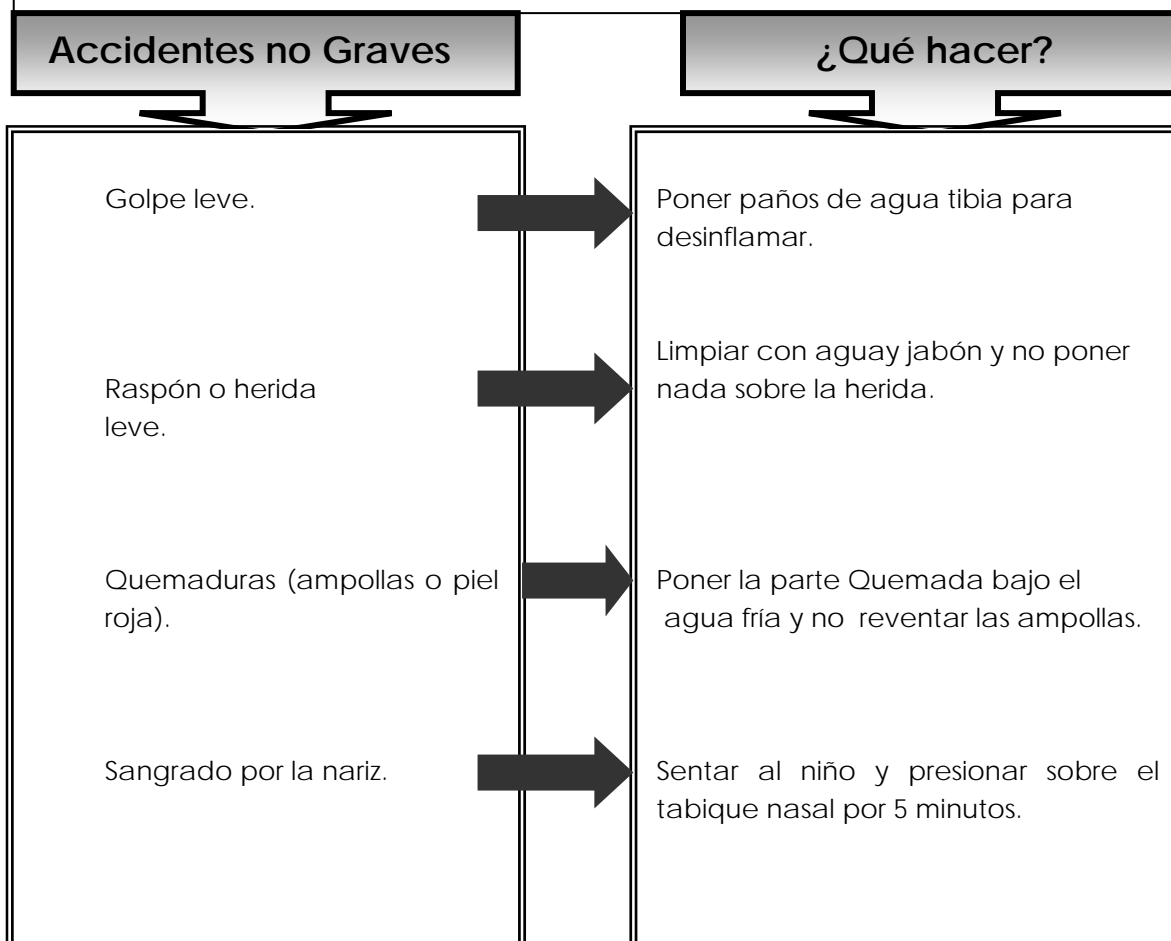 Accidentes no Graves
¿Qué hacer?
Golpe leve.
Poner paños de agua tibia para
desinflamar.
Raspón o herida
leve.
Limpiar con aguay jabón y no poner
nada sobre la herida.
Quemaduras (ampollas o piel
roja).
Poner la parte Quemada bajo el
agua fría y no reventar las ampollas.
Sangrado por la nariz.
Sentar al niño y presionar sobre el
tabique nasal por 5 minutos.